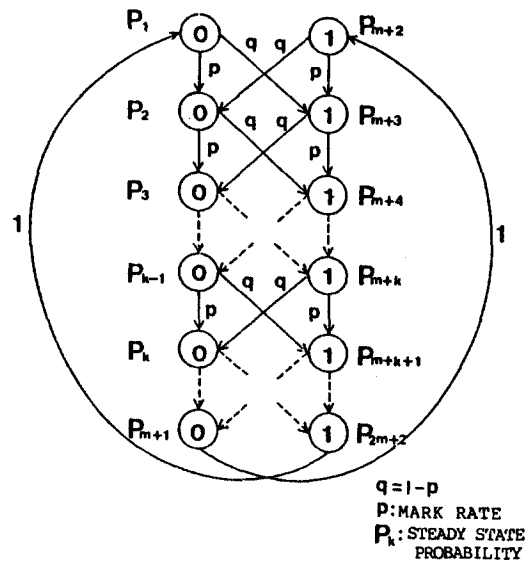 P₁ 0 q q 1 Pₘ₊₂
p p
P₂ 0 q q 1 Pₘ₊₃
p p
P₃ 0 1 Pₘ₊₄
1 1
Pₖ₋₁ 0 q q 1 Pₘ₊ₖ
p p
Pₖ 0 1 Pₘ₊ₖ₊₁
Pₘ₊₁ 0 1 P₂ₘ₊₂
q = 1-p
p: MARK RATE
Pₖ: STEADY STATE
PROBABILITY